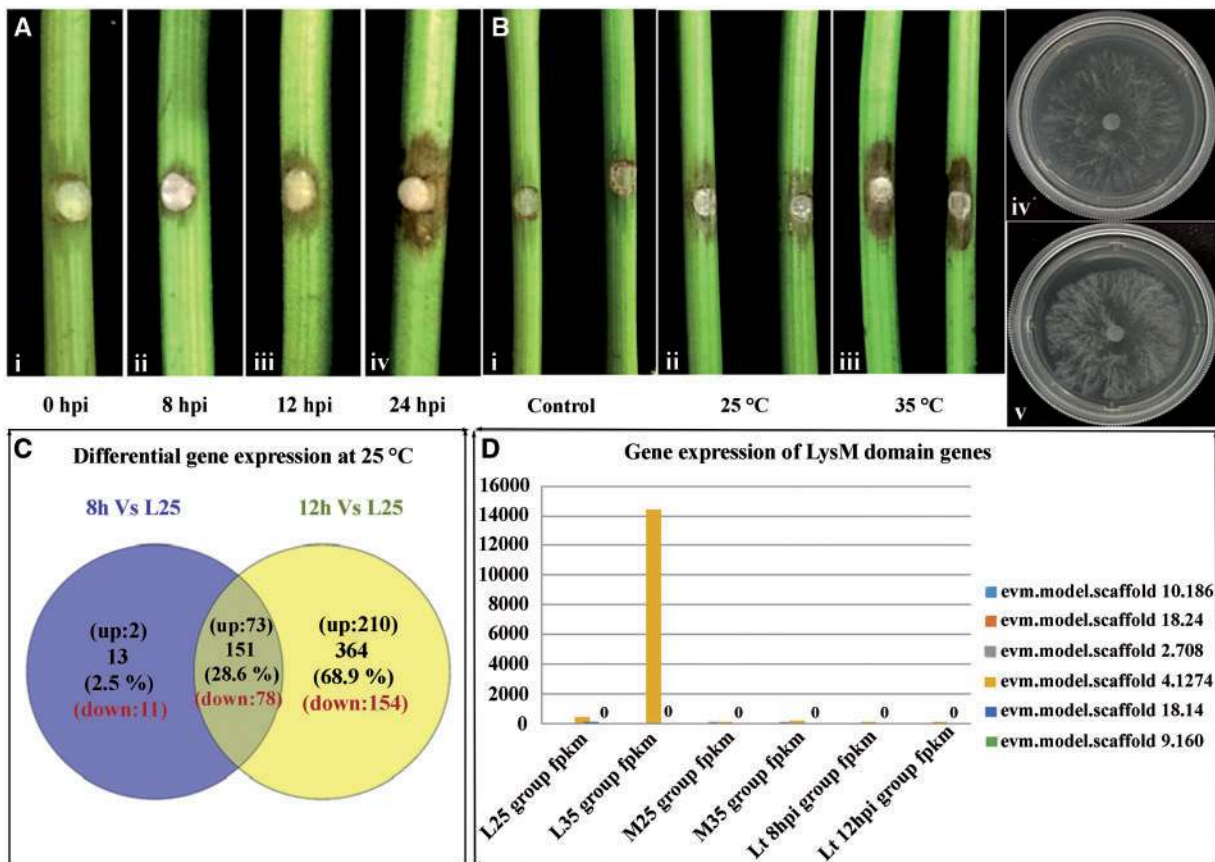 A
B
i
ii
iii
iv
i
ii
iii
iv
v
0 hpi
8 hpi
12 hpi
24 hpi
Control
25 °C
35 °C
C
Differential gene expression at 25 °C
8h Vs L25
12h Vs L25
(up:2)
13
(2.5 %)
(down:11)
(up:73)
151
(28.6 %)
(down:78)
(up:210)
364
(68.9 %)
(down:154)
D
Gene expression of LysM domain genes
16000
14000
12000
10000
8000
6000
4000
2000
0
0
0
0
0
0
0
L25 group fpkm
L35 group fpkm
M25 group fpkm
M35 group fpkm
Lt 8hpi group fpkm
Lt 12hpi group fpkm
evm.model.scaffold 10.186
evm.model.scaffold 18.24
evm.model.scaffold 2.708
evm.model.scaffold 4.1274
evm.model.scaffold 18.14
evm.model.scaffold 9.160